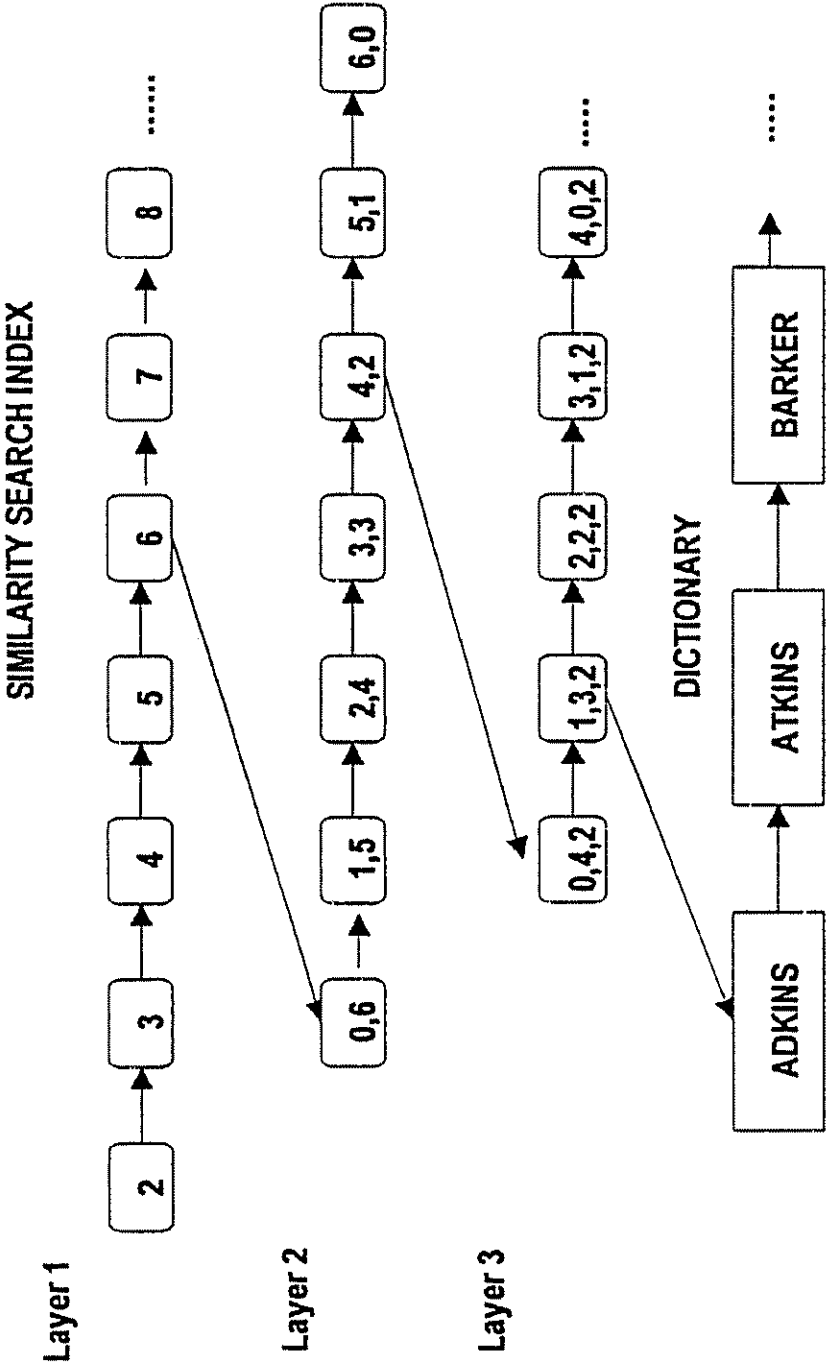 SIMILARITY SEARCH INDEX
Layer 1
2 3 4 5 6 7 8 ......
Layer 2
0,6 1,5 2,4 3,3 4,2 5,1 6,0
Layer 3
0,4,2 1,3,2 2,2,2 3,1,2 4,0,2 .....
DICTIONARY
ADKINS ATKINS BARKER .....